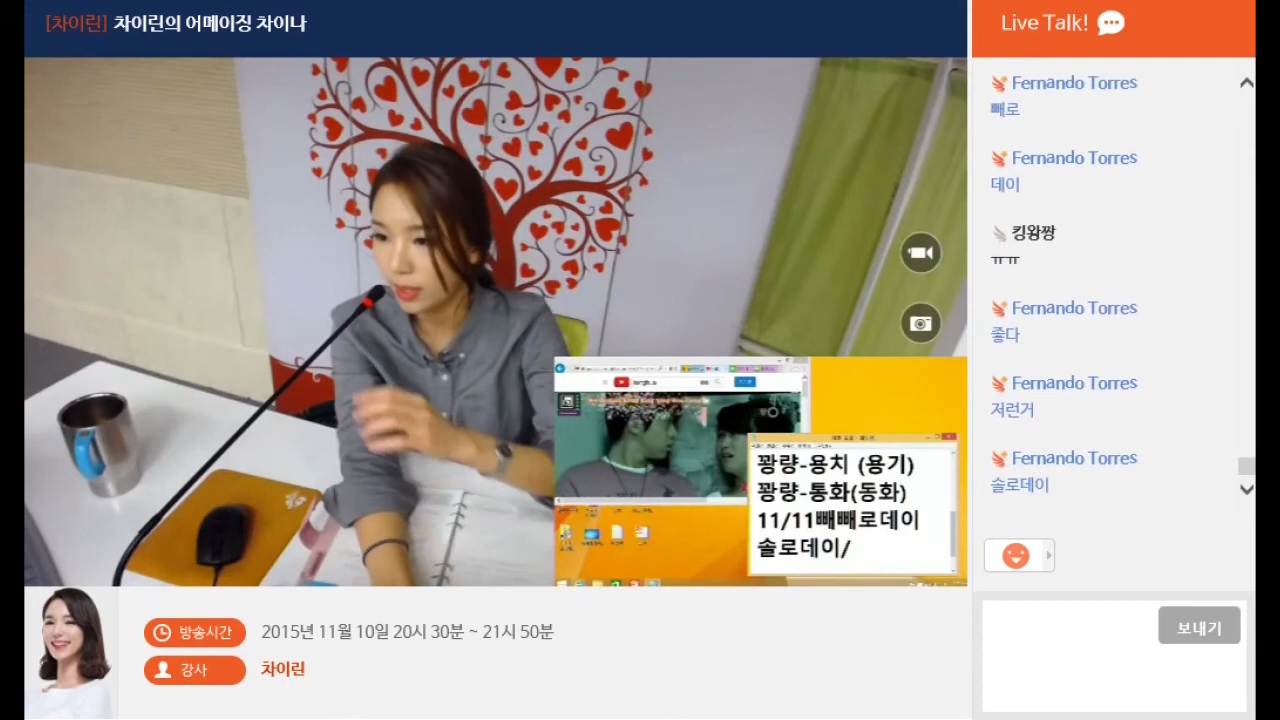 [차이린] 차이린의 어메이징 차이나
꽝량-용치 (용기)
꽝량-통화(동화)
11/11빼빼로데이
솔로데이/
방송시간 2015년 11월 10일 20시 30분 ~ 21시 50분
강사 차이린
Live Talk!
Fernando Torres
빼로
Fernando Torres
데이
킹왕짱
ㅠㅠ
Fernando Torres
좋다
Fernando Torres
저런거
Fernando Torres
솔로데이
보내기